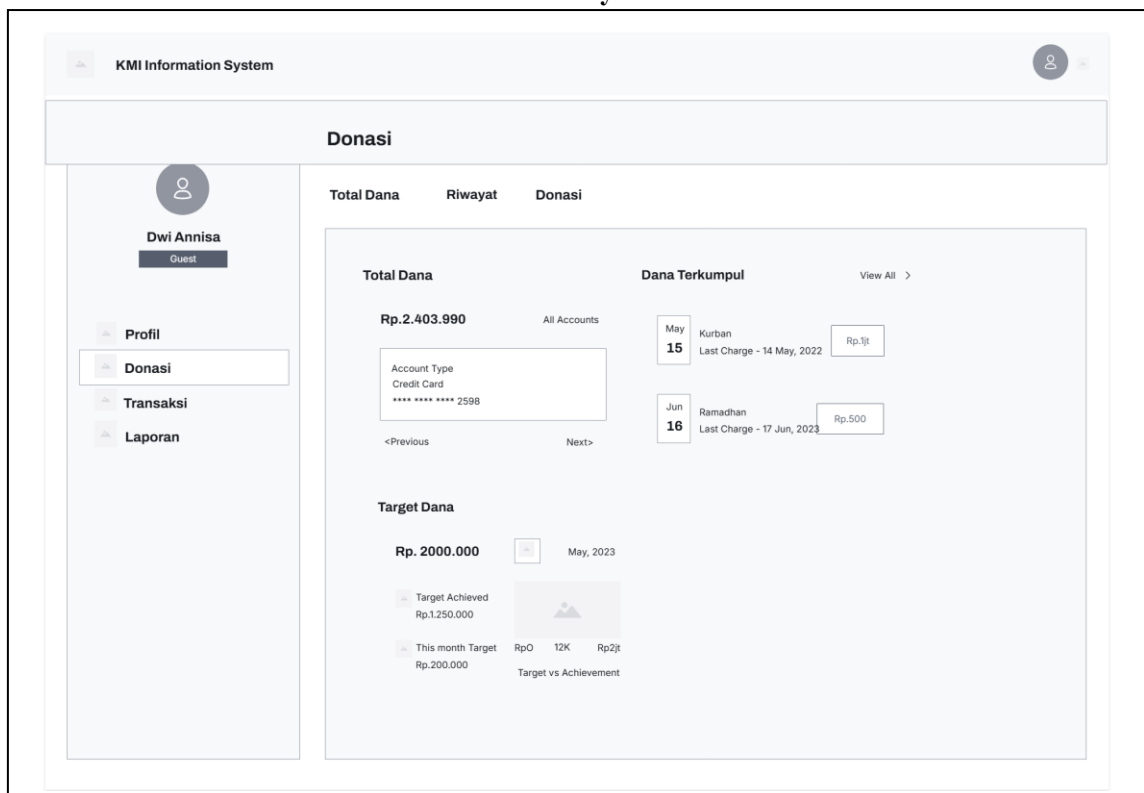 KMI Information System
Donasi
Dwi Annisa
Guest
Profil
Donasi
Transaksi
Laporan
Total Dana Riwayat Donasi
Total Dana
Rp.2.403.990 All Accounts
Account Type
Credit Card
**** **** **** 2598
<Previous Next>
Dana Terkumpul View All >
May
15
Kurban
Last Charge - 14 May, 2022
Rp.1jt
Jun
16
Ramadhan
Last Charge - 17 Jun, 2023
Rp.500
Target Dana
Rp. 2000.000 May, 2023
Target Achieved
Rp.1.250.000
This month Target
Rp.200.000
RpO 12K Rp2jt
Target vs Achievement